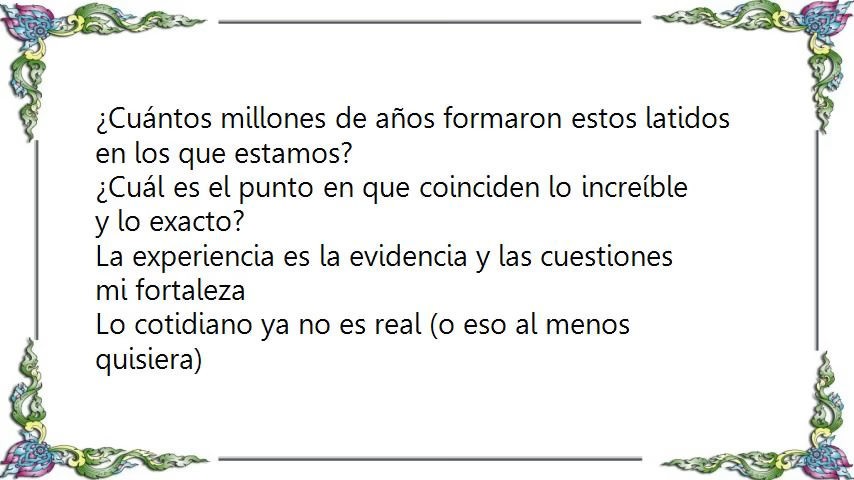 ¿Cuántos millones de años formaron estos latidos
en los que estamos?
¿Cuál es el punto en que coinciden lo increíble
y lo exacto?
La experiencia es la evidencia y las cuestiones
mi fortaleza
Lo cotidiano ya no es real (o eso al menos
quisiera)